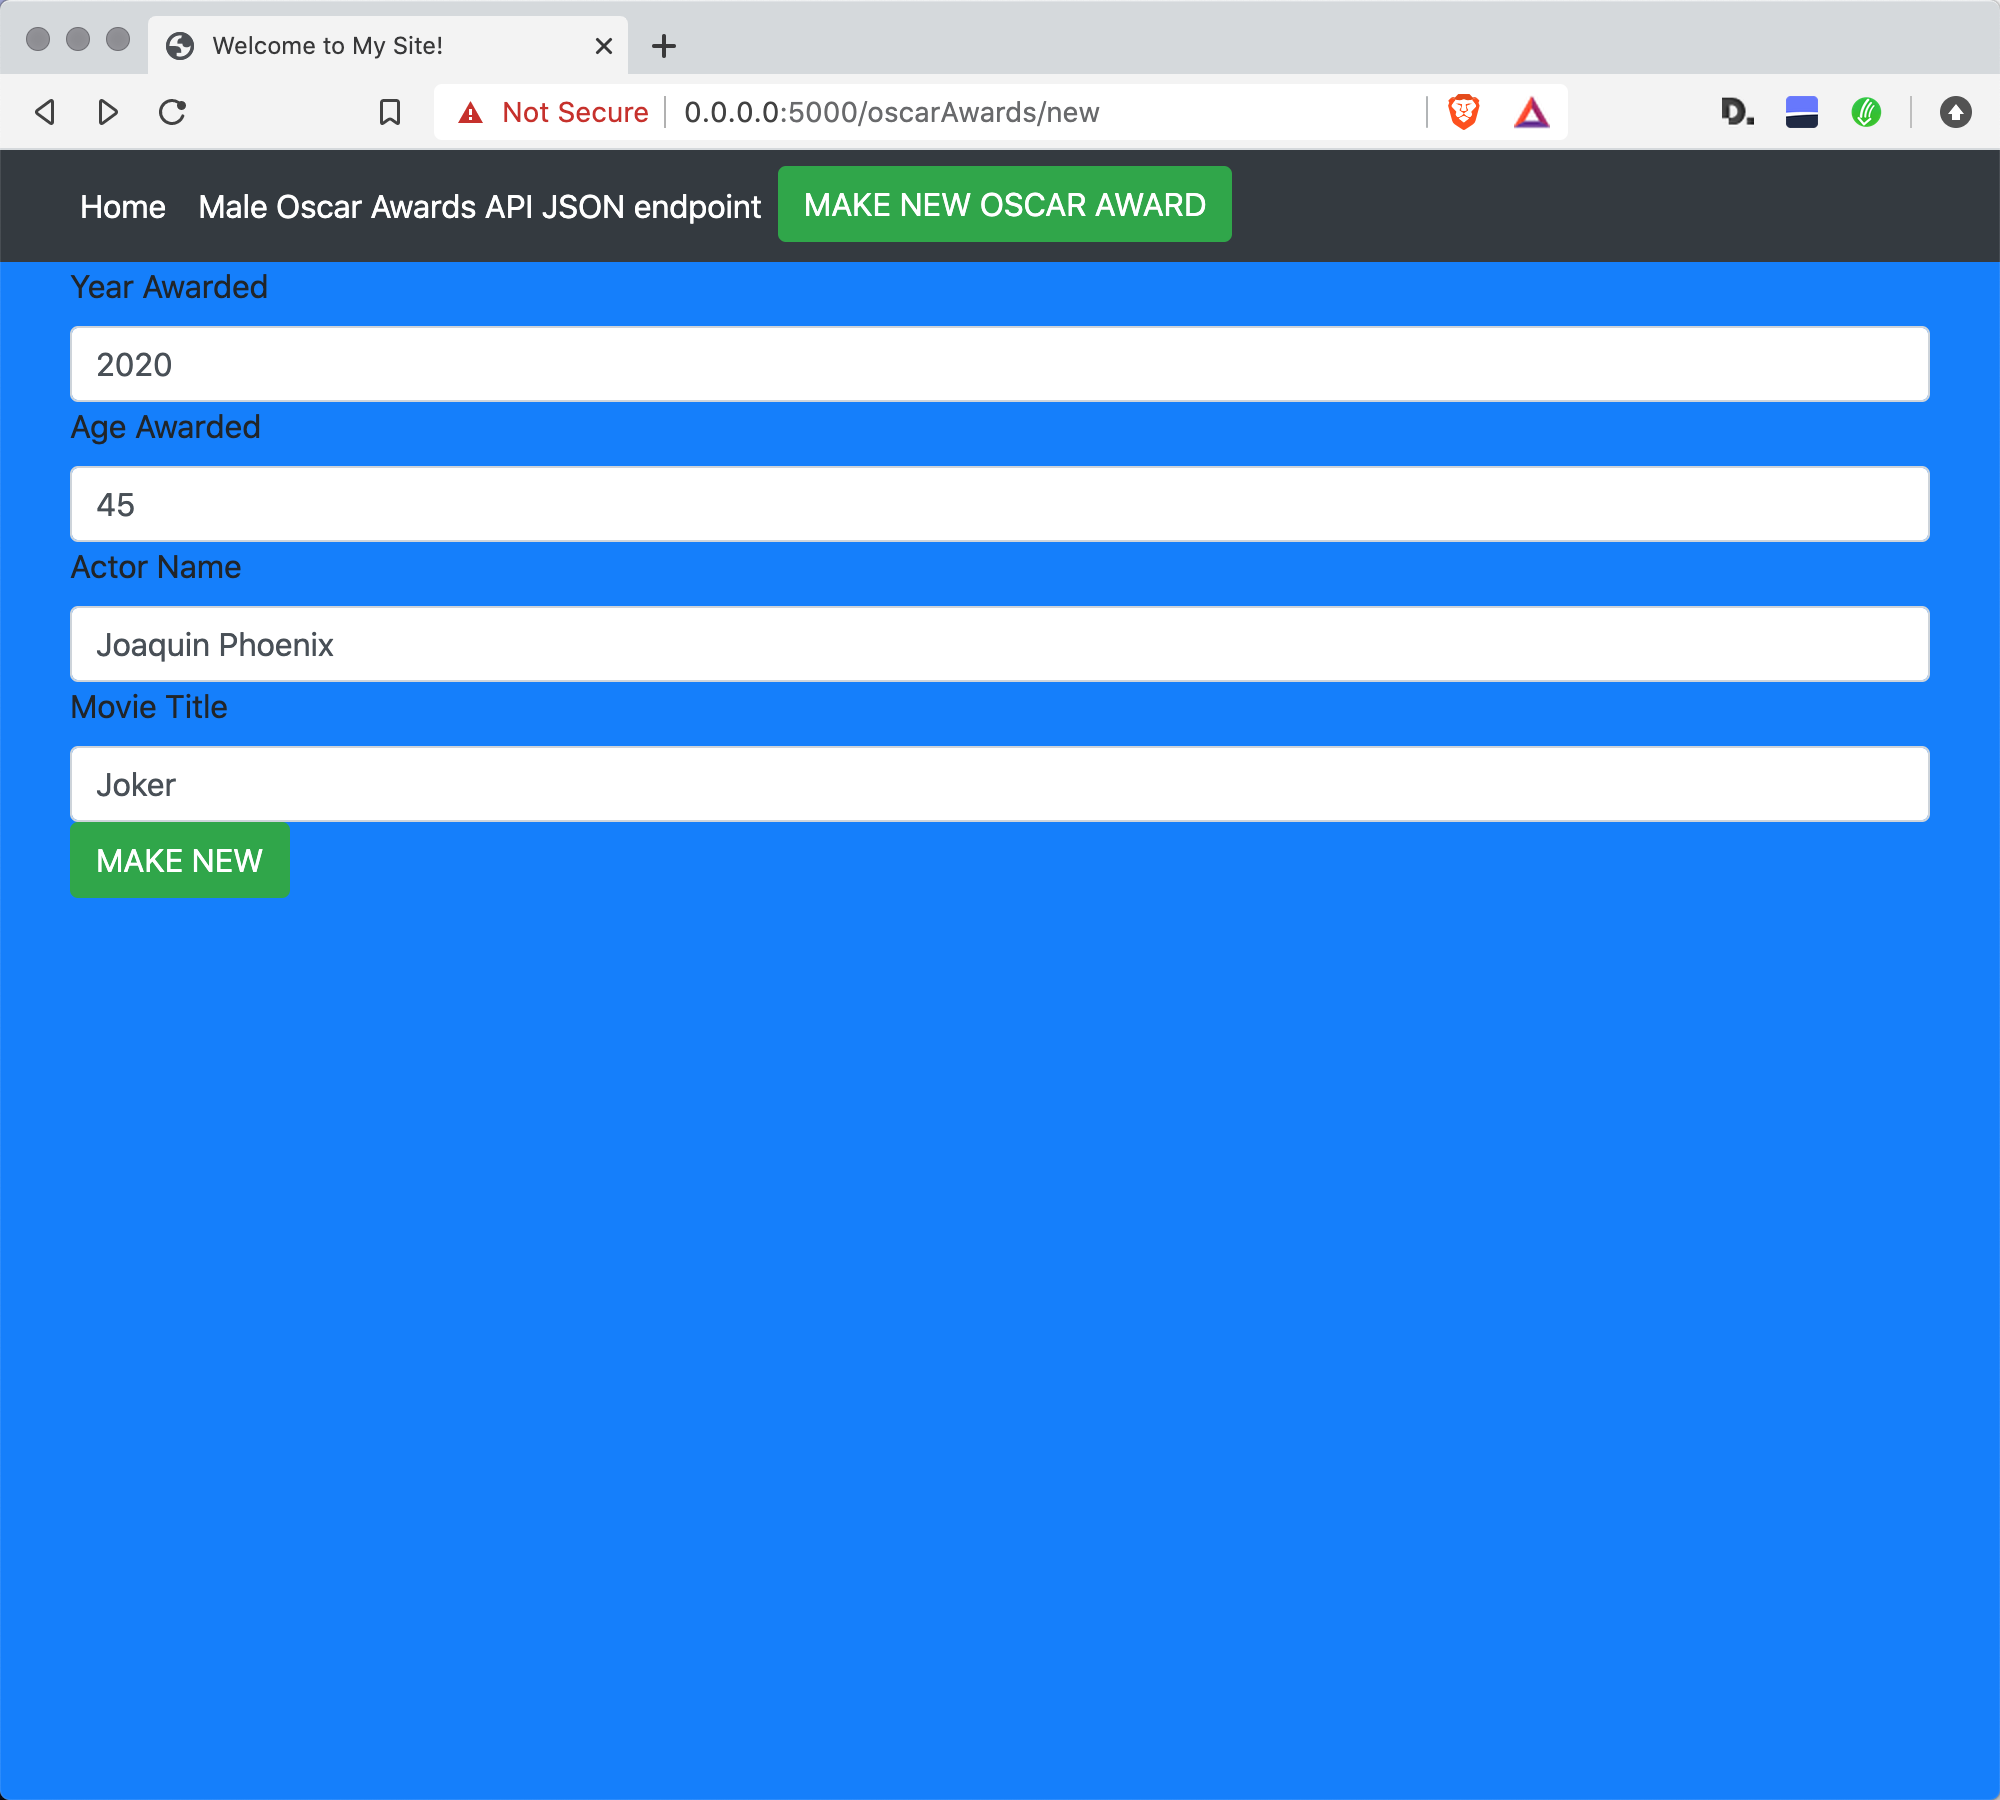 Welcome to My Site!
Not Secure 0.0.0.0:5000/oscarAwards/new D.
Home Male Oscar Awards API JSON endpoint MAKE NEW OSCAR AWARD
Year Awarded
2020
Age Awarded
45
Actor Name
Joaquin Phoenix
Movie Title
Joker
MAKE NEW